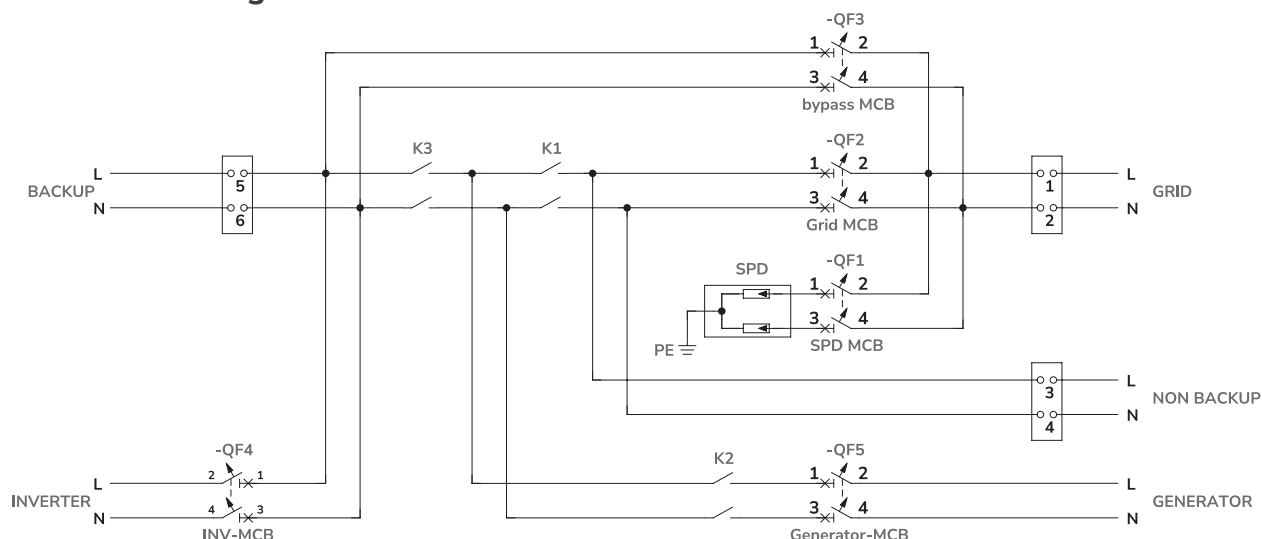 -QF3
1 2
3 4
bypass MCB
K3 K1 -QF2
L 5 1 2 1 L
BACKUP GRID
N 6 3 4 2 N
Grid MCB
-QF1
SPD
1 2
3 4
PE SPD MCB
L
3
NON BACKUP
4 N
-QF4 K2 -QF5
L 2 1 1 2 L
INVERTER GENERATOR
N 4 3 3 4 N
INV-MCB Generator-MCB